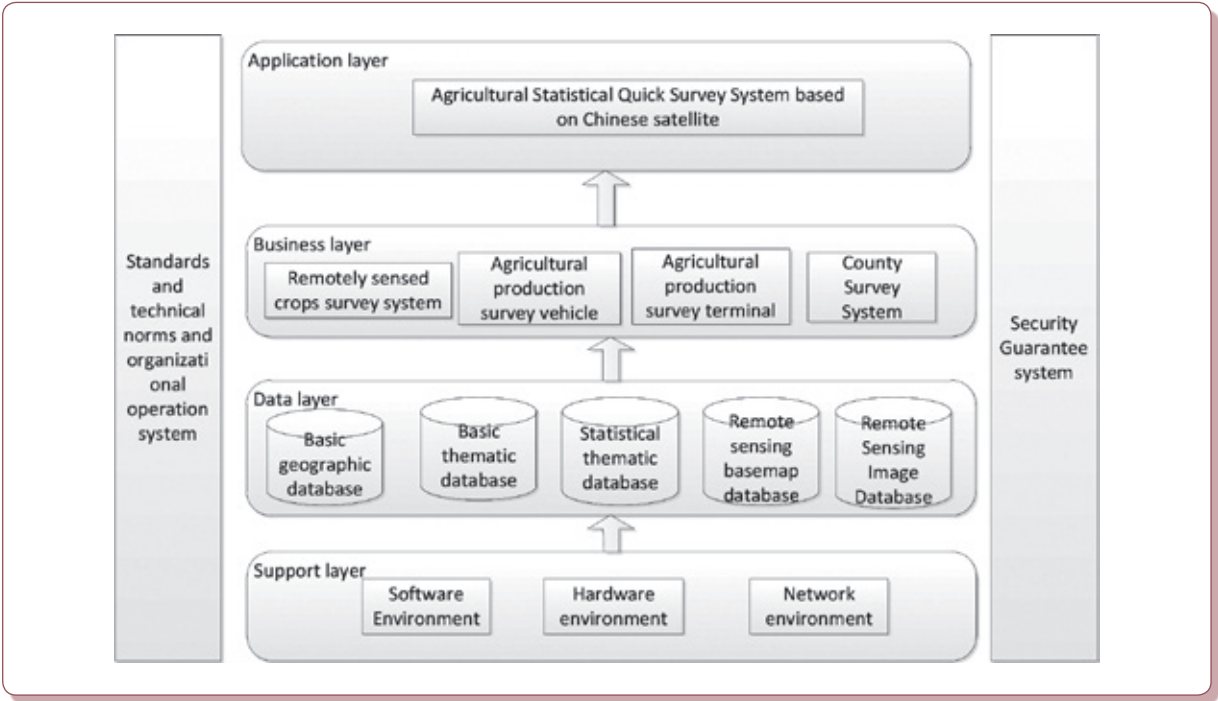 Standards
and
technical
norms and
organizati
onal
operation
system
Application layer
Agricultural Statistical Quick Survey System based
on Chinese satellite
Business layer
Remotely sensed
crops survey system
Agricultural
production
survey vehicle
Agricultural
production
survey terminal
County
Survey
System
Data layer
Basic
geographic
database
Basic
thematic
database
Statistical
thematic
database
Remote
sensing
basemap
database
Remote
Sensing
Image
Database
Support layer
Software
Environment
Hardware
environment
Network
environment
Security
Guarantee
system